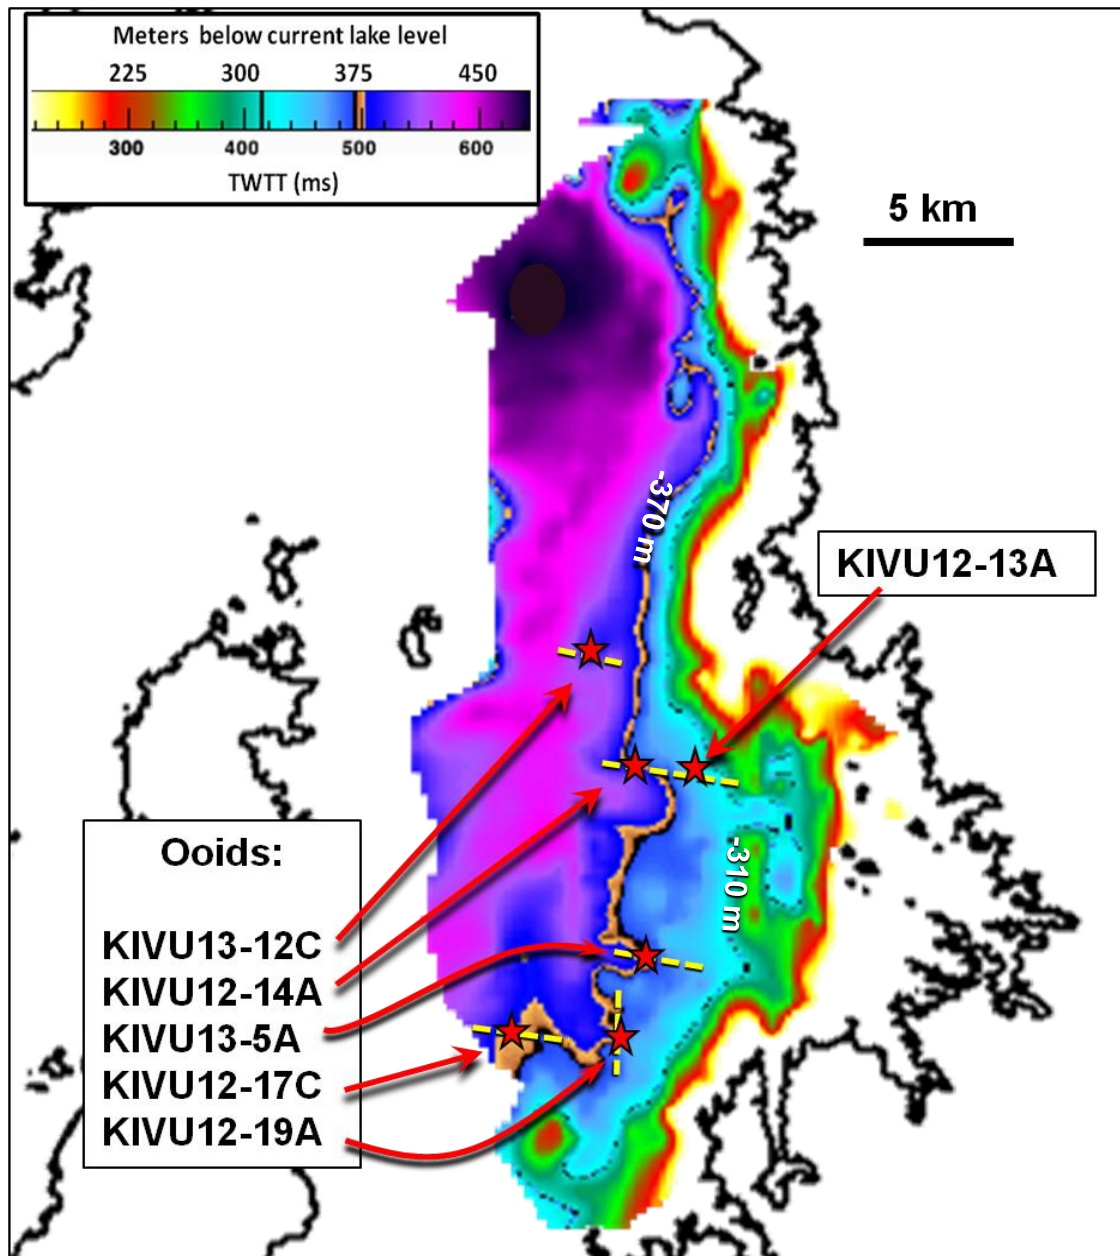 Meters below current lake level
225 300 375 450
300 400 500 600
TWTT (ms)
5 km
-370 m
KIVU12-13A
-310 m
Ooids:
KIVU13-12C
KIVU12-14A
KIVU13-5A
KIVU12-17C
KIVU12-19A